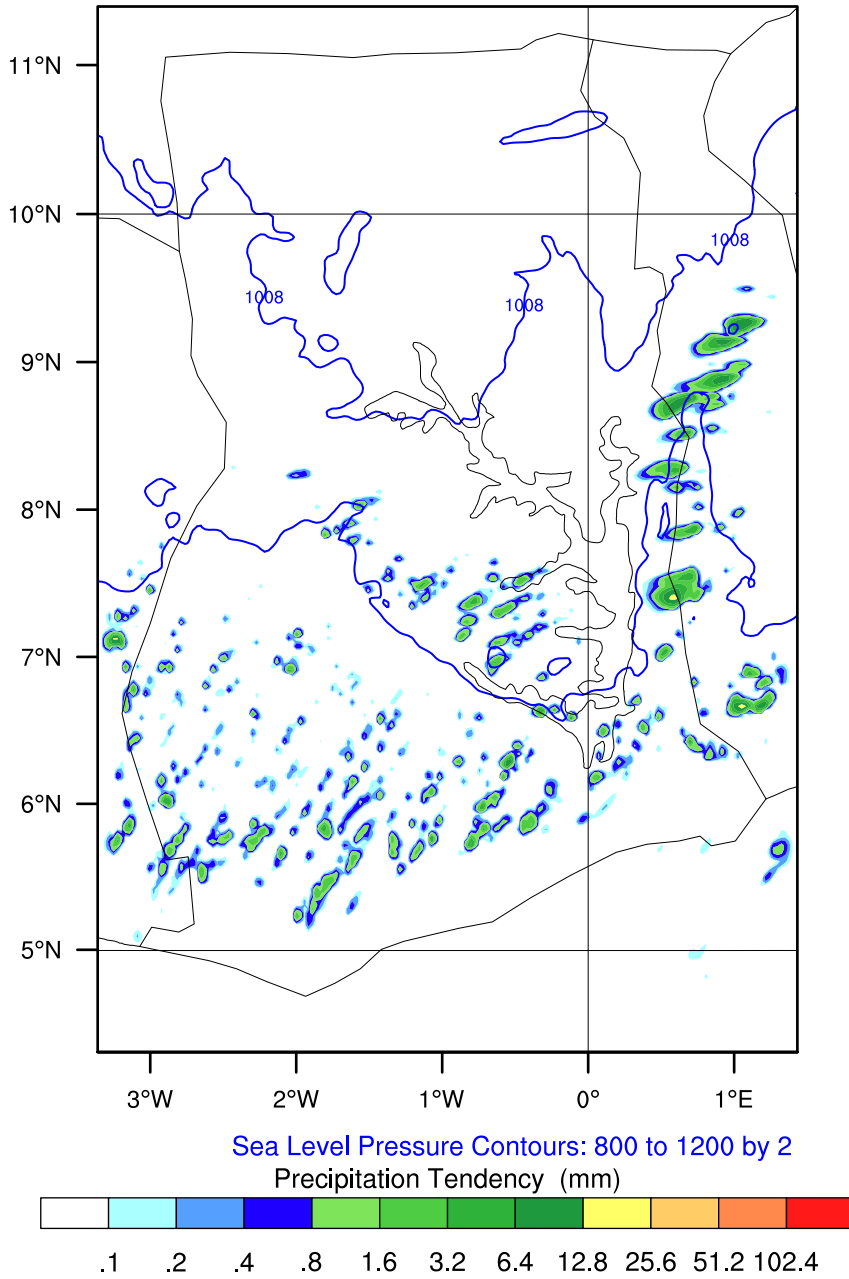 11°N
10°N
1008
1008
1008
9°N
8°N
7°N
6°N
5°N
3°W 2°W 1°W 0° 1°E
Sea Level Pressure Contours: 800 to 1200 by 2
Precipitation Tendency (mm)
.1 .2 .4 .8 1.6 3.2 6.4 12.8 25.6 51.2 102.4